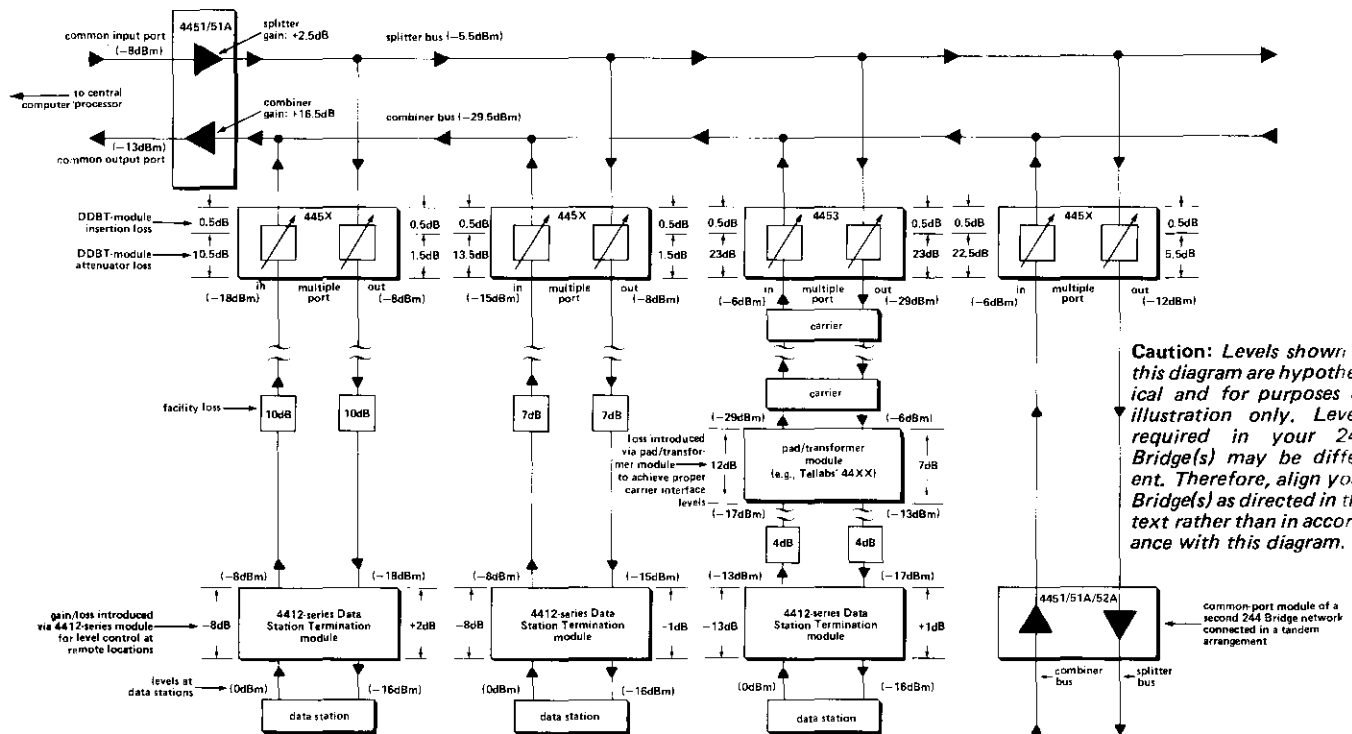 4451/51A
common input port
(−8dBm)
splitter
gain: +2.5dB
splitter bus (−5.5dBm)
to central
computer processor
combiner
gain: +16.5dB
combiner bus (−29.5dBm)
(−13dBm)
common output port
DDBT-module
insertion loss
0.5dB
445X
0.5dB
0.5dB
445X
0.5dB
0.5dB
4453
0.5dB
0.5dB
445X
0.5dB
DDBT-module
attenuator loss
10.5dB
1.5dB
13.5dB
1.5dB
23dB
23dB
22.5dB
5.5dB
in
multiple
port
out
(−18dBm)
(−8dBm)
in
multiple
port
out
(−15dBm)
(−8dBm)
in
multiple
port
out
(−6dBm)
(−29dBm)
in
multiple
port
out
(−6dBm)
(−12dBm)
carrier
carrier
facility loss
10dB
10dB
7dB
7dB
(−29dBm)
(−6dBm)
loss introduced
via pad/transfor-
mer module
to achieve proper
carrier interface
levels
12dB
pad/transformer
module
(e.g., Tellabs' 44XX)
7dB
(−17dBm)
(−13dBm)
4dB
4dB
Caution: Levels shown
this diagram are hypothe
ical and for purposes
illustration only. Leve
required in your 24
Bridge(s) may be diffe
ent. Therefore, align yo
Bridge(s) as directed in th
text rather than in accor
ance with this diagram.
(−8dBm)
(−18dBm)
(−8dBm)
(−15dBm)
(−13dBm)
(−17dBm)
gain/loss introduced
via 4412-series module
for level control at
remote locations
−8dB
4412-series Data
Station Termination
module
+2dB
−8dB
4412-series Data
Station Termination
module
−1dB
−13dB
4412-series Data
Station Termination
module
+1dB
4451/51A/52A
common-port module of a
second 244 Bridge network
connected in a tandem
arrangement
combiner
bus
splitter
bus
levels at
data stations
(0dBm)
(−16dBm)
(0dBm)
(−16dBm)
(0dBm)
(−16dBm)
data station
data station
data station